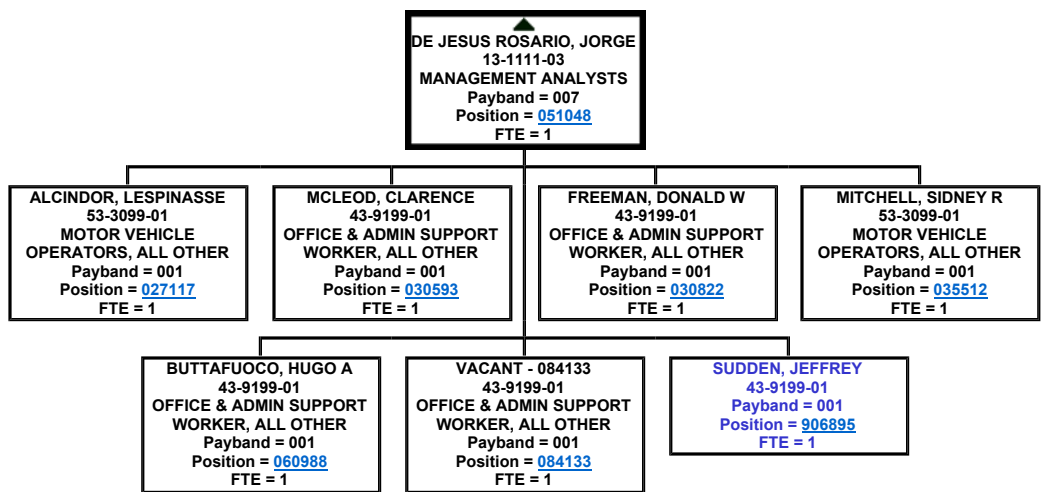 DE JESUS ROSARIO, JORGE
13-1111-03
MANAGEMENT ANALYSTS
Payband = 007
Position = 051048
FTE = 1
ALCINDOR, LESPINASSE
53-3099-01
MOTOR VEHICLE
OPERATORS, ALL OTHER
Payband = 001
Position = 027117
FTE = 1
MCLEOD, CLARENCE
43-9199-01
OFFICE & ADMIN SUPPORT
WORKER, ALL OTHER
Payband = 001
Position = 030593
FTE = 1
FREEMAN, DONALD W
43-9199-01
OFFICE & ADMIN SUPPORT
WORKER, ALL OTHER
Payband = 001
Position = 030822
FTE = 1
MITCHELL, SIDNEY R
53-3099-01
MOTOR VEHICLE
OPERATORS, ALL OTHER
Payband = 001
Position = 035512
FTE = 1
BUTTAFUOCO, HUGO A
43-9199-01
OFFICE & ADMIN SUPPORT
WORKER, ALL OTHER
Payband = 001
Position = 060988
FTE = 1
VACANT - 084133
43-9199-01
OFFICE & ADMIN SUPPORT
WORKER, ALL OTHER
Payband = 001
Position = 084133
FTE = 1
SUDDEN, JEFFREY
43-9199-01
Payband = 001
Position = 906895
FTE = 1